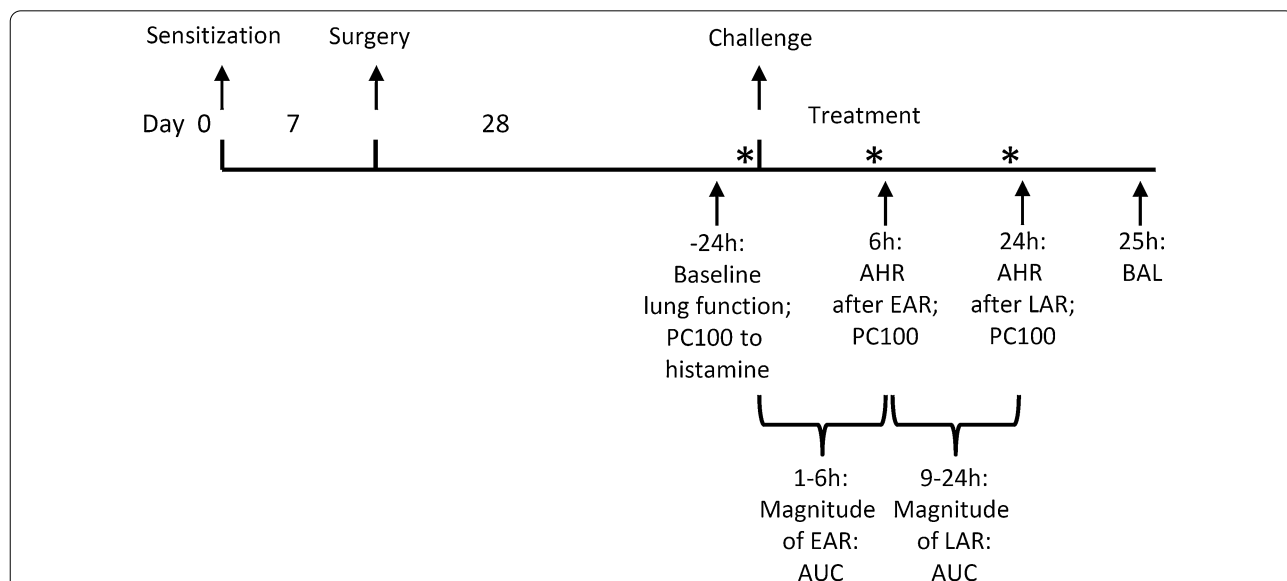 Sensitization
Surgery
Challenge
Day 0
7
28
Treatment
*
*
*
-24h:
Baseline
lung function;
PC100 to
histamine
6h:
AHR
after EAR;
PC100
24h:
AHR
after LAR;
PC100
25h:
BAL
1-6h:
Magnitude
of EAR:
AUC
9-24h:
Magnitude
of LAR:
AUC